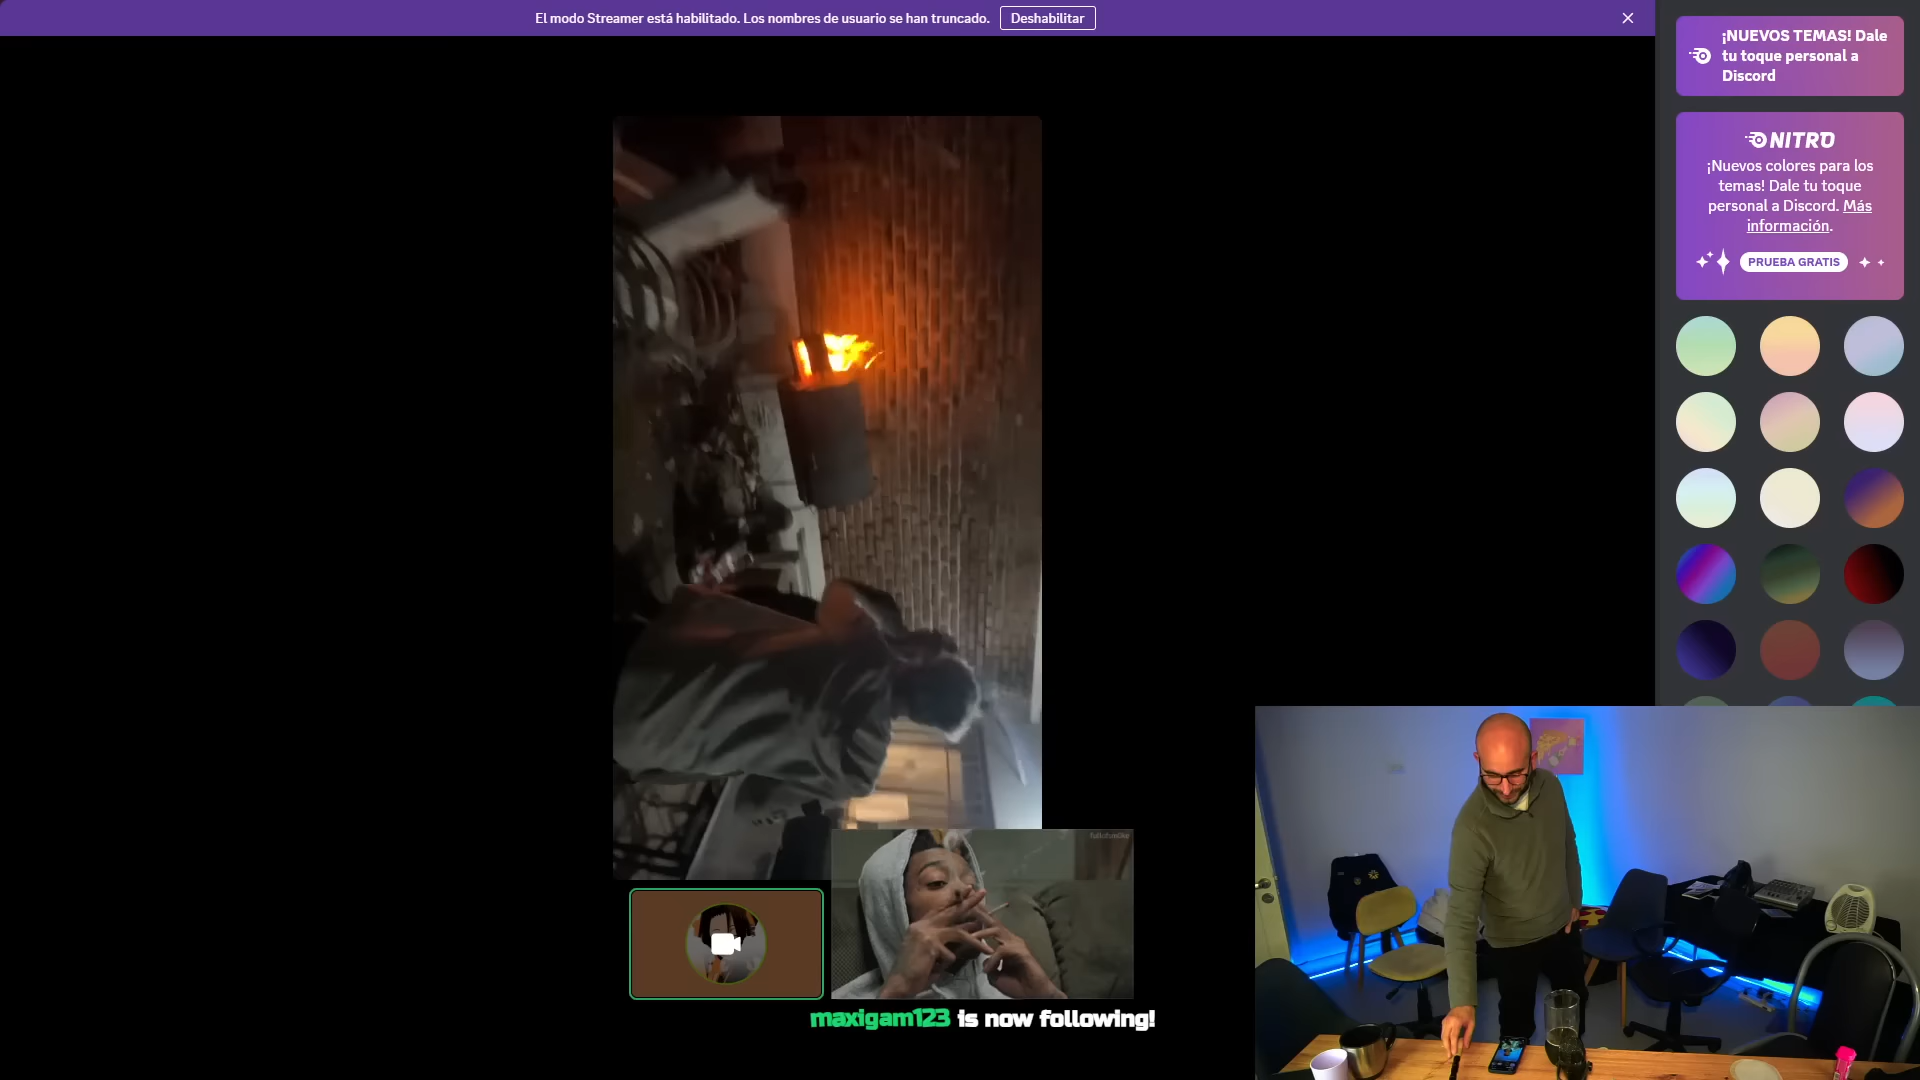 El modo Streamer está habilitado. Los nombres de usuario se han truncado.
Deshabilitar
¡NUEVOS TEMAS! Dale
tu toque personal a
Discord
NITRO
¡Nuevos colores para los
temas! Dale tu toque
personal a Discord. Más
información.
PRUEBA GRATIS
maxigam123 is now following!